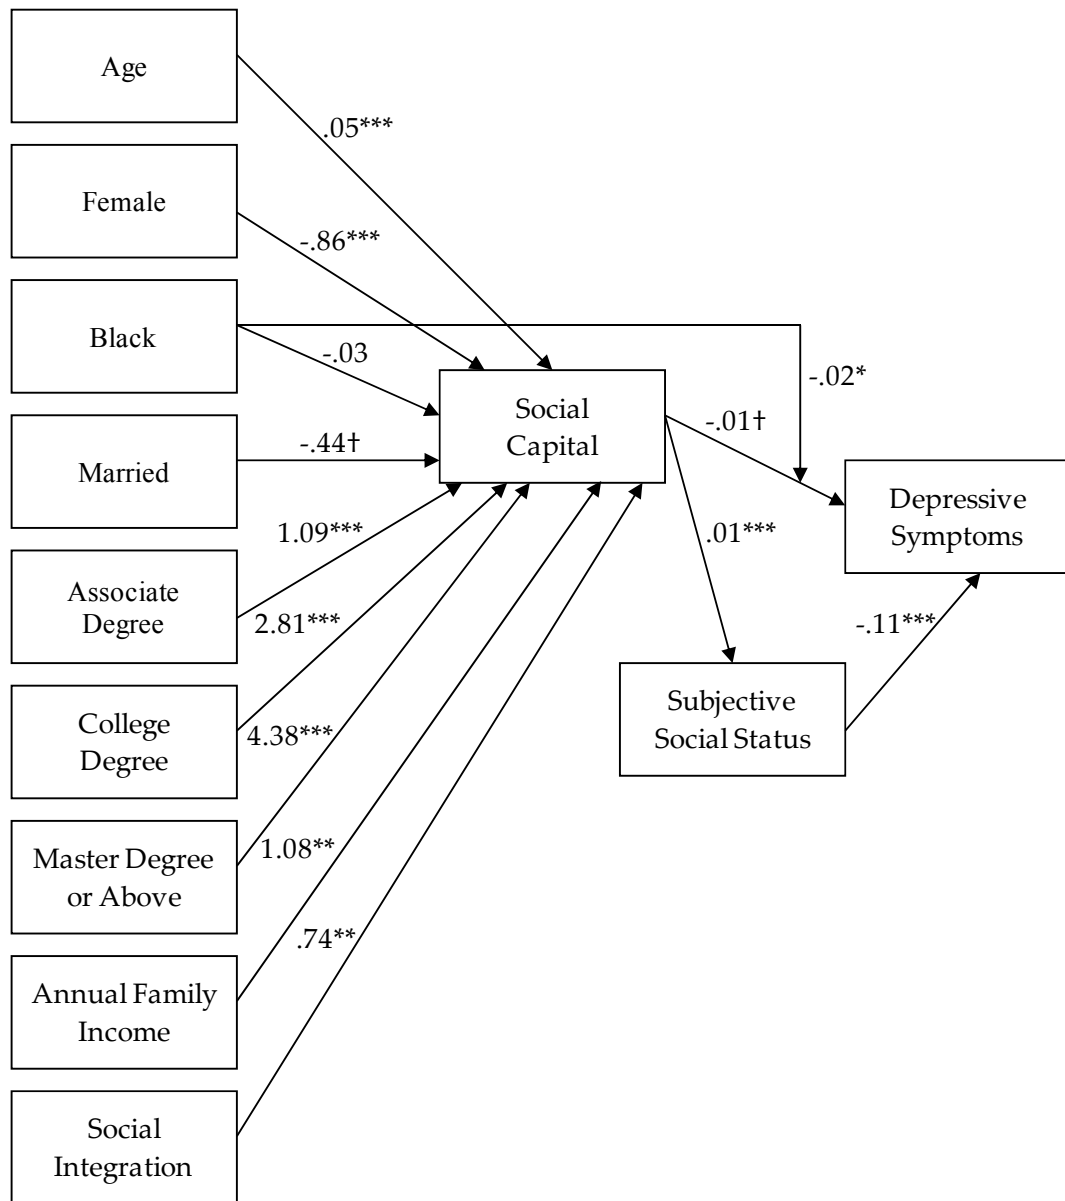 Age
.05***
Female
-.86***
Black
-.03
-.02*
Social
Capital
-.01†
Married
-.44†
Depressive
Symptoms
1.09***
.01***
Associate
Degree
2.81***
-.11***
Subjective
Social Status
College
Degree
4.38***
Master Degree
or Above
1.08**
.74**
Annual Family
Income
Social
Integration